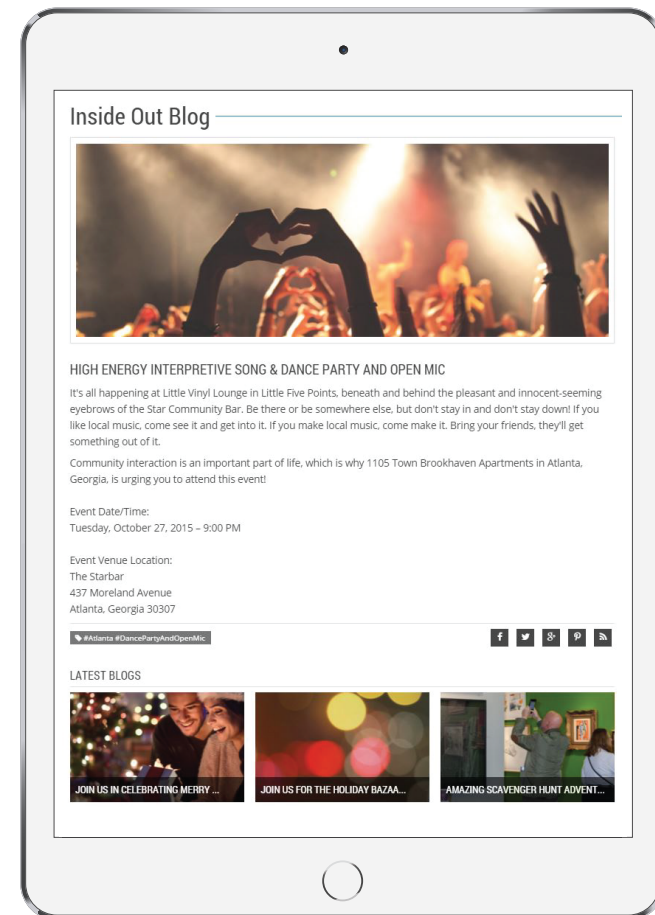 Inside Out Blog
HIGH ENERGY INTERPRETIVE SONG & DANCE PARTY AND OPEN MIC
It's all happening at Little Vinyl Lounge in Little Five Points, beneath and behind the pleasant and innocent-seeming
eyebrows of the Star Community Bar. Be there or be somewhere else, but don't stay in and don't stay down! If you
like local music, come see it and get into it. If you make local music, come make it. Bring your friends, they'll get
something out of it.
Community interaction is an important part of life, which is why 1105 Town Brookhaven Apartments in Atlanta,
Georgia, is urging you to attend this event!
Event Date/Time:
Tuesday, October 27, 2015 – 9:00 PM
Event Venue Location:
The Starbar
437 Moreland Avenue
Atlanta, Georgia 30307
#Atlanta #DancePartyAndOpenMic
LATEST BLOGS
JOIN US IN CELEBRATING MERRY ...
JOIN US FOR THE HOLIDAY BAZAA...
AMAZING SCAVENGER HUNT ADVENT...